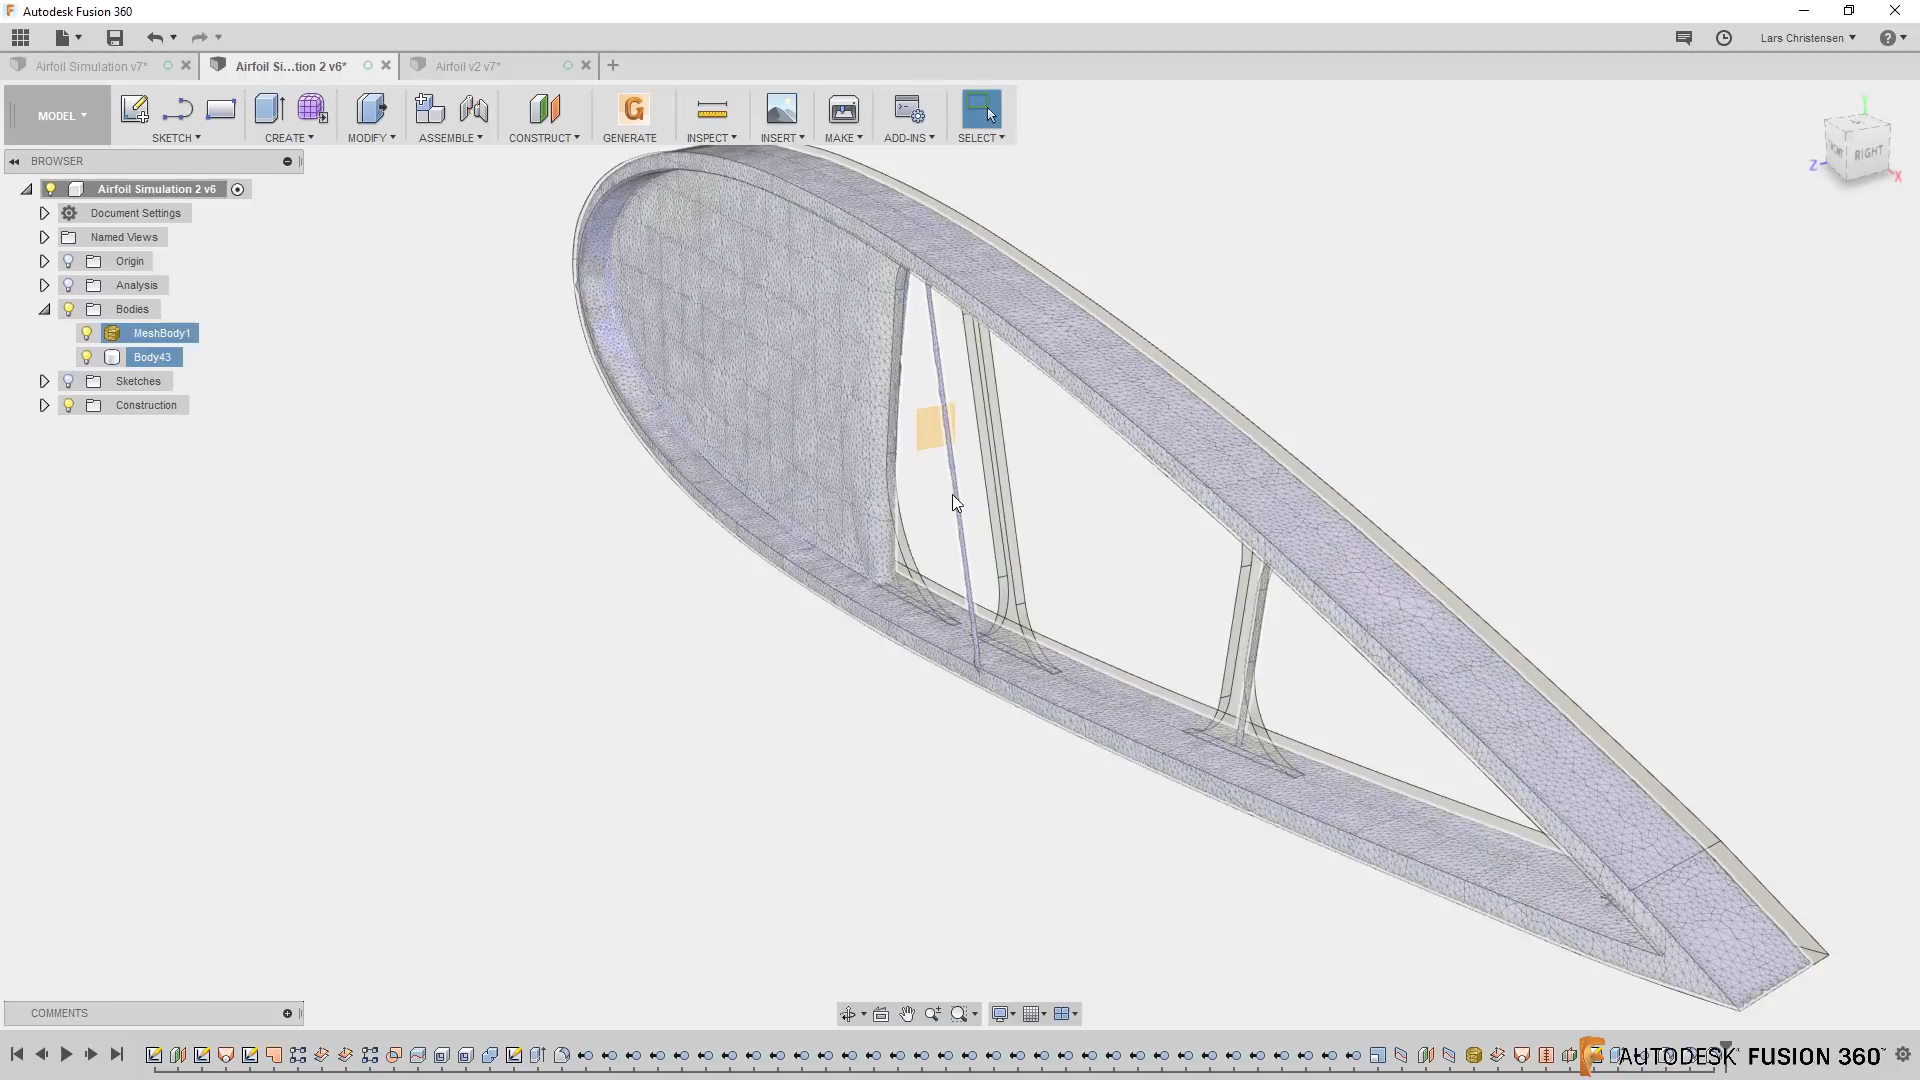 Autodesk Fusion 360
Lars Christensen
Airfoil Simulation v7*
Airfoil Si...tion 2 v6*
Airfoil v2 v7*
MODEL
SKETCH
CREATE
MODIFY
ASSEMBLE
CONSTRUCT
GENERATE
INSPECT
INSERT
MAKE
ADD-INS
SELECT
BROWSER
Airfoil Simulation 2 v6
Document Settings
Named Views
Origin
Analysis
Bodies
MeshBody1
Body43
Sketches
Construction
RIGHT
Z
X
COMMENTS
AUTODESK FUSION 360